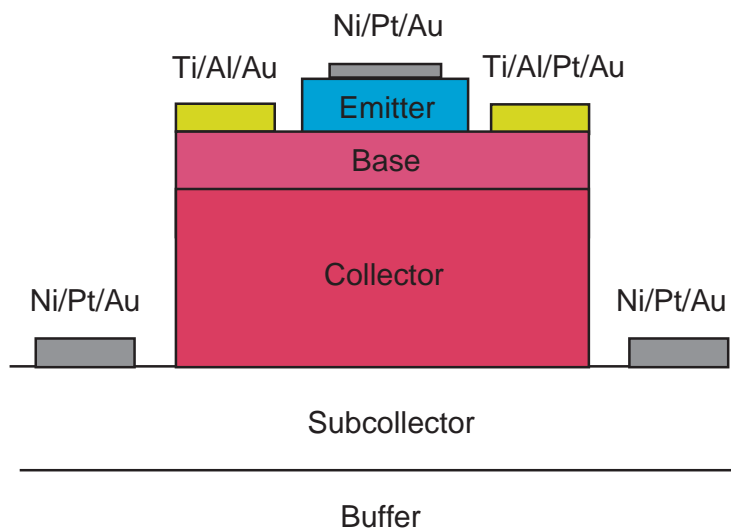 Ni/Pt/Au
Ti/Al/Au
Ti/Al/Pt/Au
Emitter
Base
Collector
Ni/Pt/Au
Ni/Pt/Au
Subcollector
Buffer